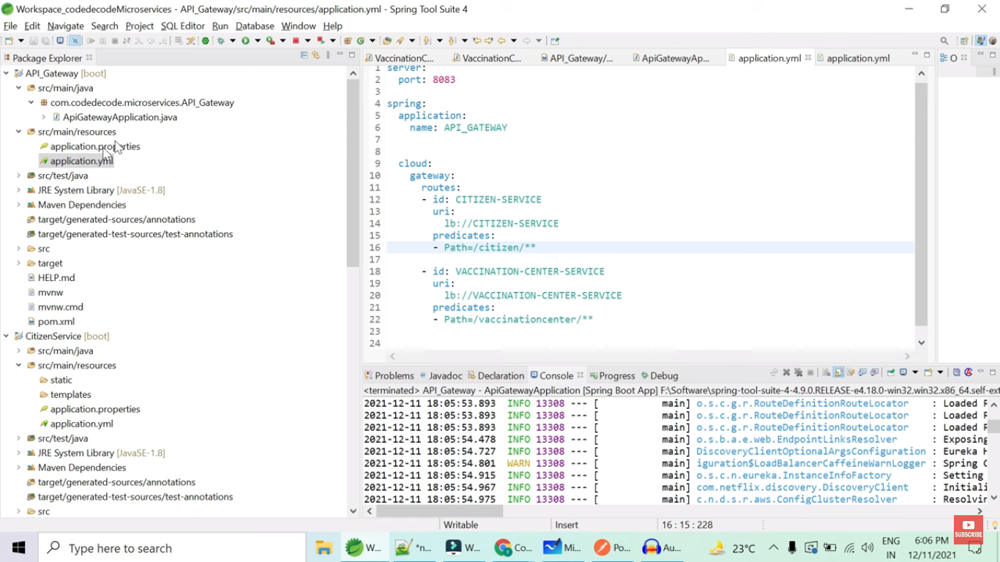 Workspace_codedecodeMicroservices - API_Gateway/src/main/resources/application.yml - Spring Tool Suite 4
File Edit Navigate Search Project SQL Editor Run Database Window Help
Package Explorer
API_Gateway [boot]
src/main/java
com.codedecode.microservices.API_Gateway
ApiGatewayApplication.java
src/main/resources
application.properties
application.yml
src/test/java
JRE System Library [JavaSE-1.8]
Maven Dependencies
target/generated-sources/annotations
target/generated-test-sources/test-annotations
src
target
HELP.md
mvnw
mvnw.cmd
pom.xml
CitizenService [boot]
src/main/java
src/main/resources
static
templates
application.properties
application.yml
src/test/java
JRE System Library [JavaSE-1.8]
Maven Dependencies
target/generated-sources/annotations
target/generated-test-sources/test-annotations
src
VaccinationC... VaccinationC... API_Gateway/... ApiGatewayAp... application.yml application.yml
O
1 server:
2 port: 8083
3
4 spring:
5 application:
6 name: API_GATEWAY
7
8
9 cloud:
10 gateway:
11 routes:
12 - id: CITIZEN-SERVICE
13 uri:
14 lb://CITIZEN-SERVICE
15 predicates:
16 - Path=/citizen/**
17
18 - id: VACCINATION-CENTER-SERVICE
19 uri:
20 lb://VACCINATION-CENTER-SERVICE
21 predicates:
22 - Path=/vaccinationcenter/**
23
24
Problems Javadoc Declaration Console Progress Debug
<terminated> API_Gateway - ApiGatewayApplication [Spring Boot App] F:\Software\spring-tool-suite-4-4.9.0.RELEASE-e4.18.0-win32.win32.x86_64.self-ext
2021-12-11 18:05:53.893 INFO 13308 --- [ main] o.s.c.g.r.RouteDefinitionRouteLocator : Loaded R
2021-12-11 18:05:53.893 INFO 13308 --- [ main] o.s.c.g.r.RouteDefinitionRouteLocator : Loaded R
2021-12-11 18:05:53.893 INFO 13308 --- [ main] o.s.c.g.r.RouteDefinitionRouteLocator : Loaded R
2021-12-11 18:05:54.478 INFO 13308 --- [ main] o.s.b.a.e.web.EndpointLinksResolver : Exposing
2021-12-11 18:05:54.727 INFO 13308 --- [ main] DiscoveryClientOptionalArgsConfiguration : Eureka H
2021-12-11 18:05:54.801 WARN 13308 --- [ main] iguration$LoadBalancerCaffeineWarnLogger : Spring C
2021-12-11 18:05:54.915 INFO 13308 --- [ main] o.s.c.n.eureka.InstanceInfoFactory : Setting
2021-12-11 18:05:54.967 INFO 13308 --- [ main] com.netflix.discovery.DiscoveryClient : Initiali
2021-12-11 18:05:54.975 INFO 13308 --- [ main] c.n.d.s.r.aws.ConfigClusterResolver : Resolvin
Writable Insert 16 : 15 : 228
SUBSCRIBE
Type here to search
W... *n... W... Co... Mi... Po... Au...
23°C
ENG
IN
6:06 PM
12/11/2021